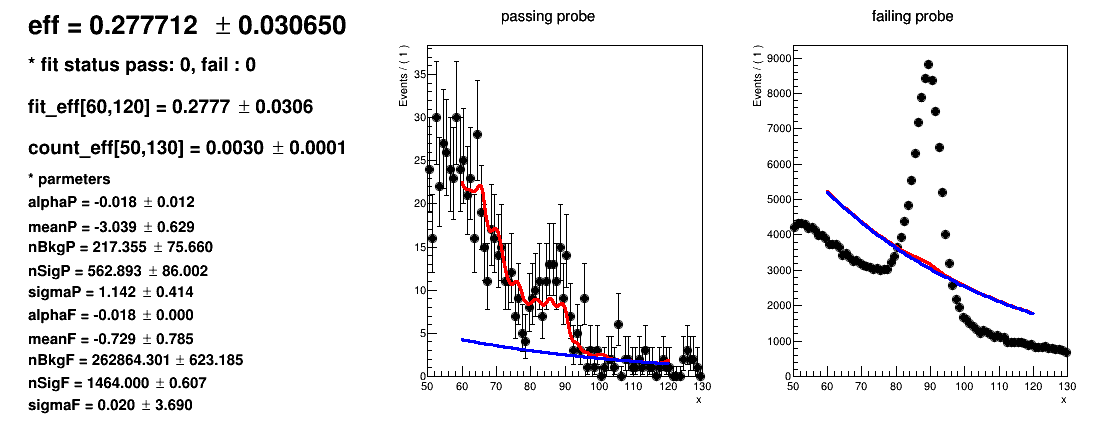 eff = 0.277712 ± 0.030650
* fit status pass: 0, fail : 0
fit_eff[60,120] = 0.2777 ± 0.0306
count_eff[50,130] = 0.0030 ± 0.0001
* parmeters
alphaP = -0.018 ± 0.012
meanP = -3.039 ± 0.629
nBkgP = 217.355 ± 75.660
nSigP = 562.893 ± 86.002
sigmaP = 1.142 ± 0.414
alphaF = -0.018 ± 0.000
meanF = -0.729 ± 0.785
nBkgF = 262864.301 ± 623.185
nSigF = 1464.000 ± 0.607
sigmaF = 0.020 ± 3.690
passing probe
Events / ( 1 )
35
30
25
20
15
10
5
0
50 60 70 80 90 100 110 120 130
x
failing probe
Events / ( 1 )
9000
8000
7000
6000
5000
4000
3000
2000
1000
0
50 60 70 80 90 100 110 120 130
x